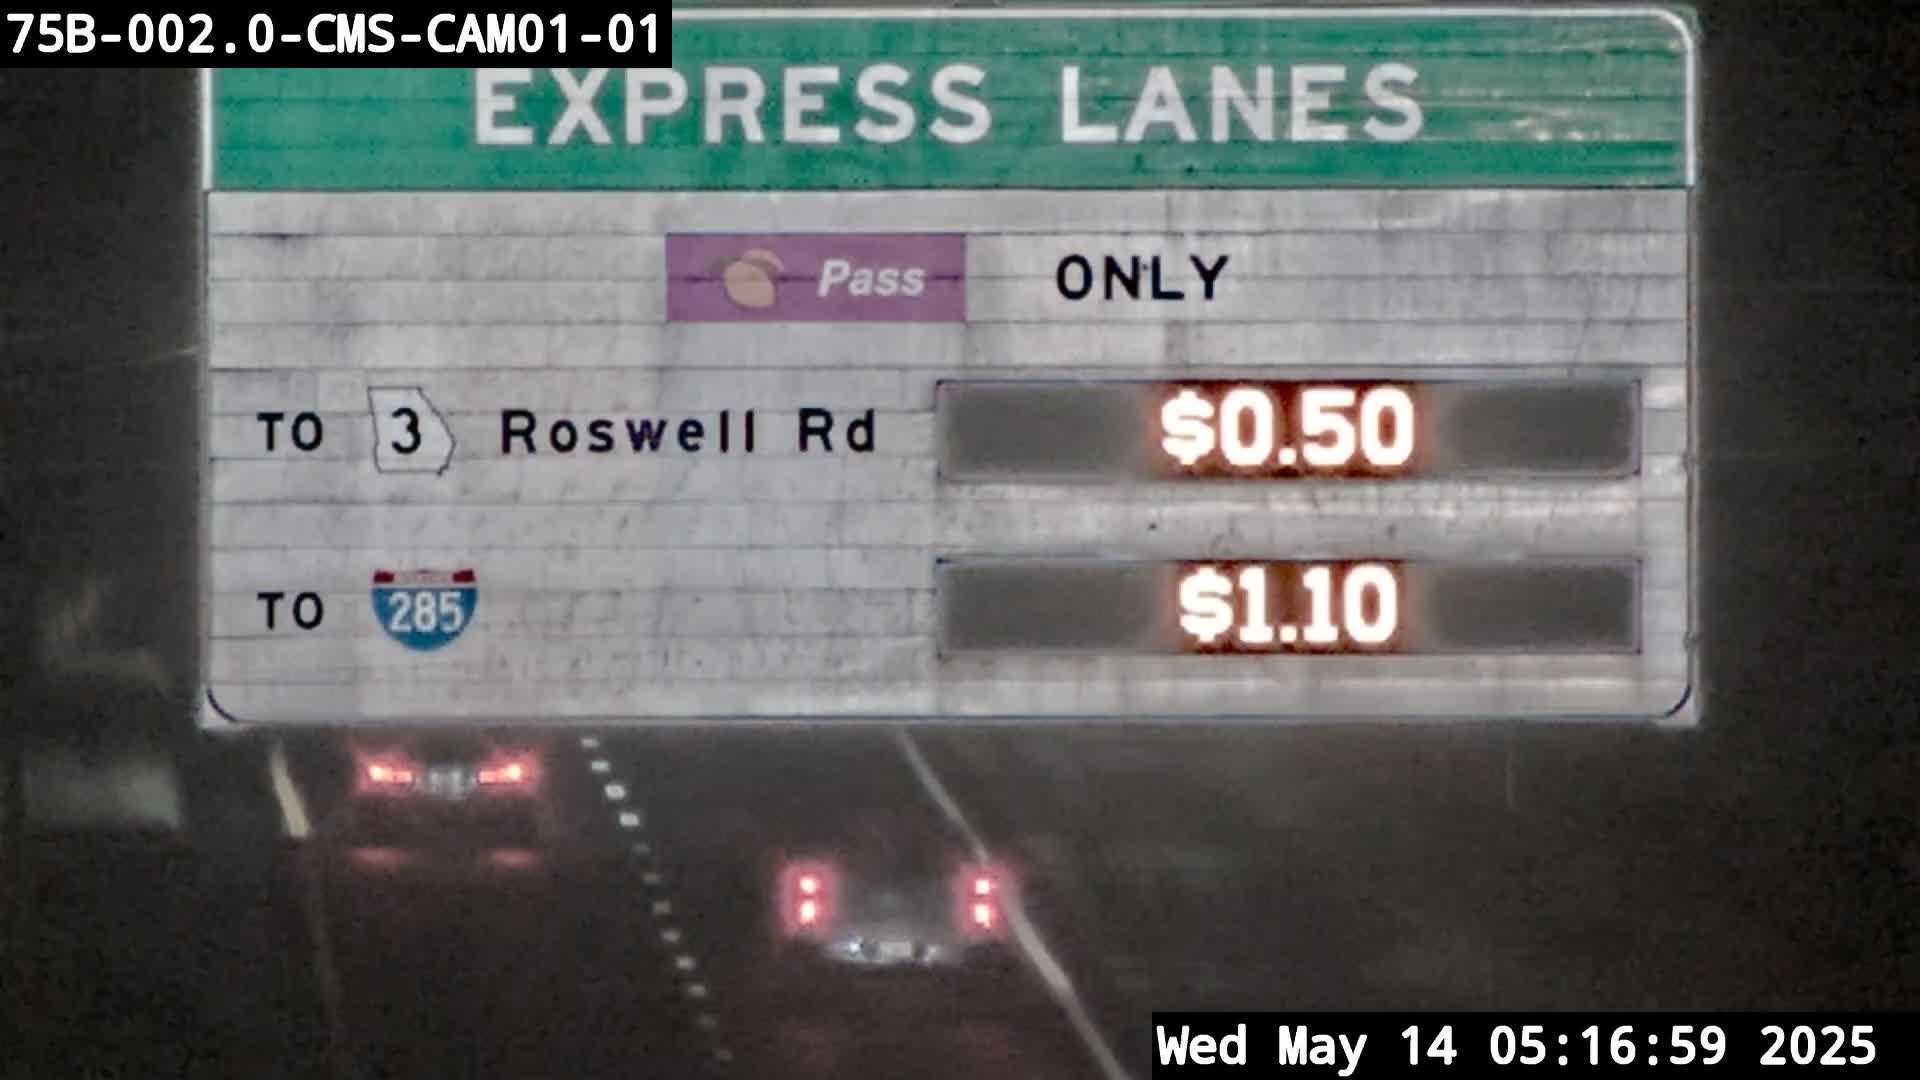 75B-002.0-CMS-CAM01-01
EXPRESS LANES
Pass ONLY
TO 3 Roswell Rd $0.50
TO 285 $1.10
Wed May 14 05:16:59 2025